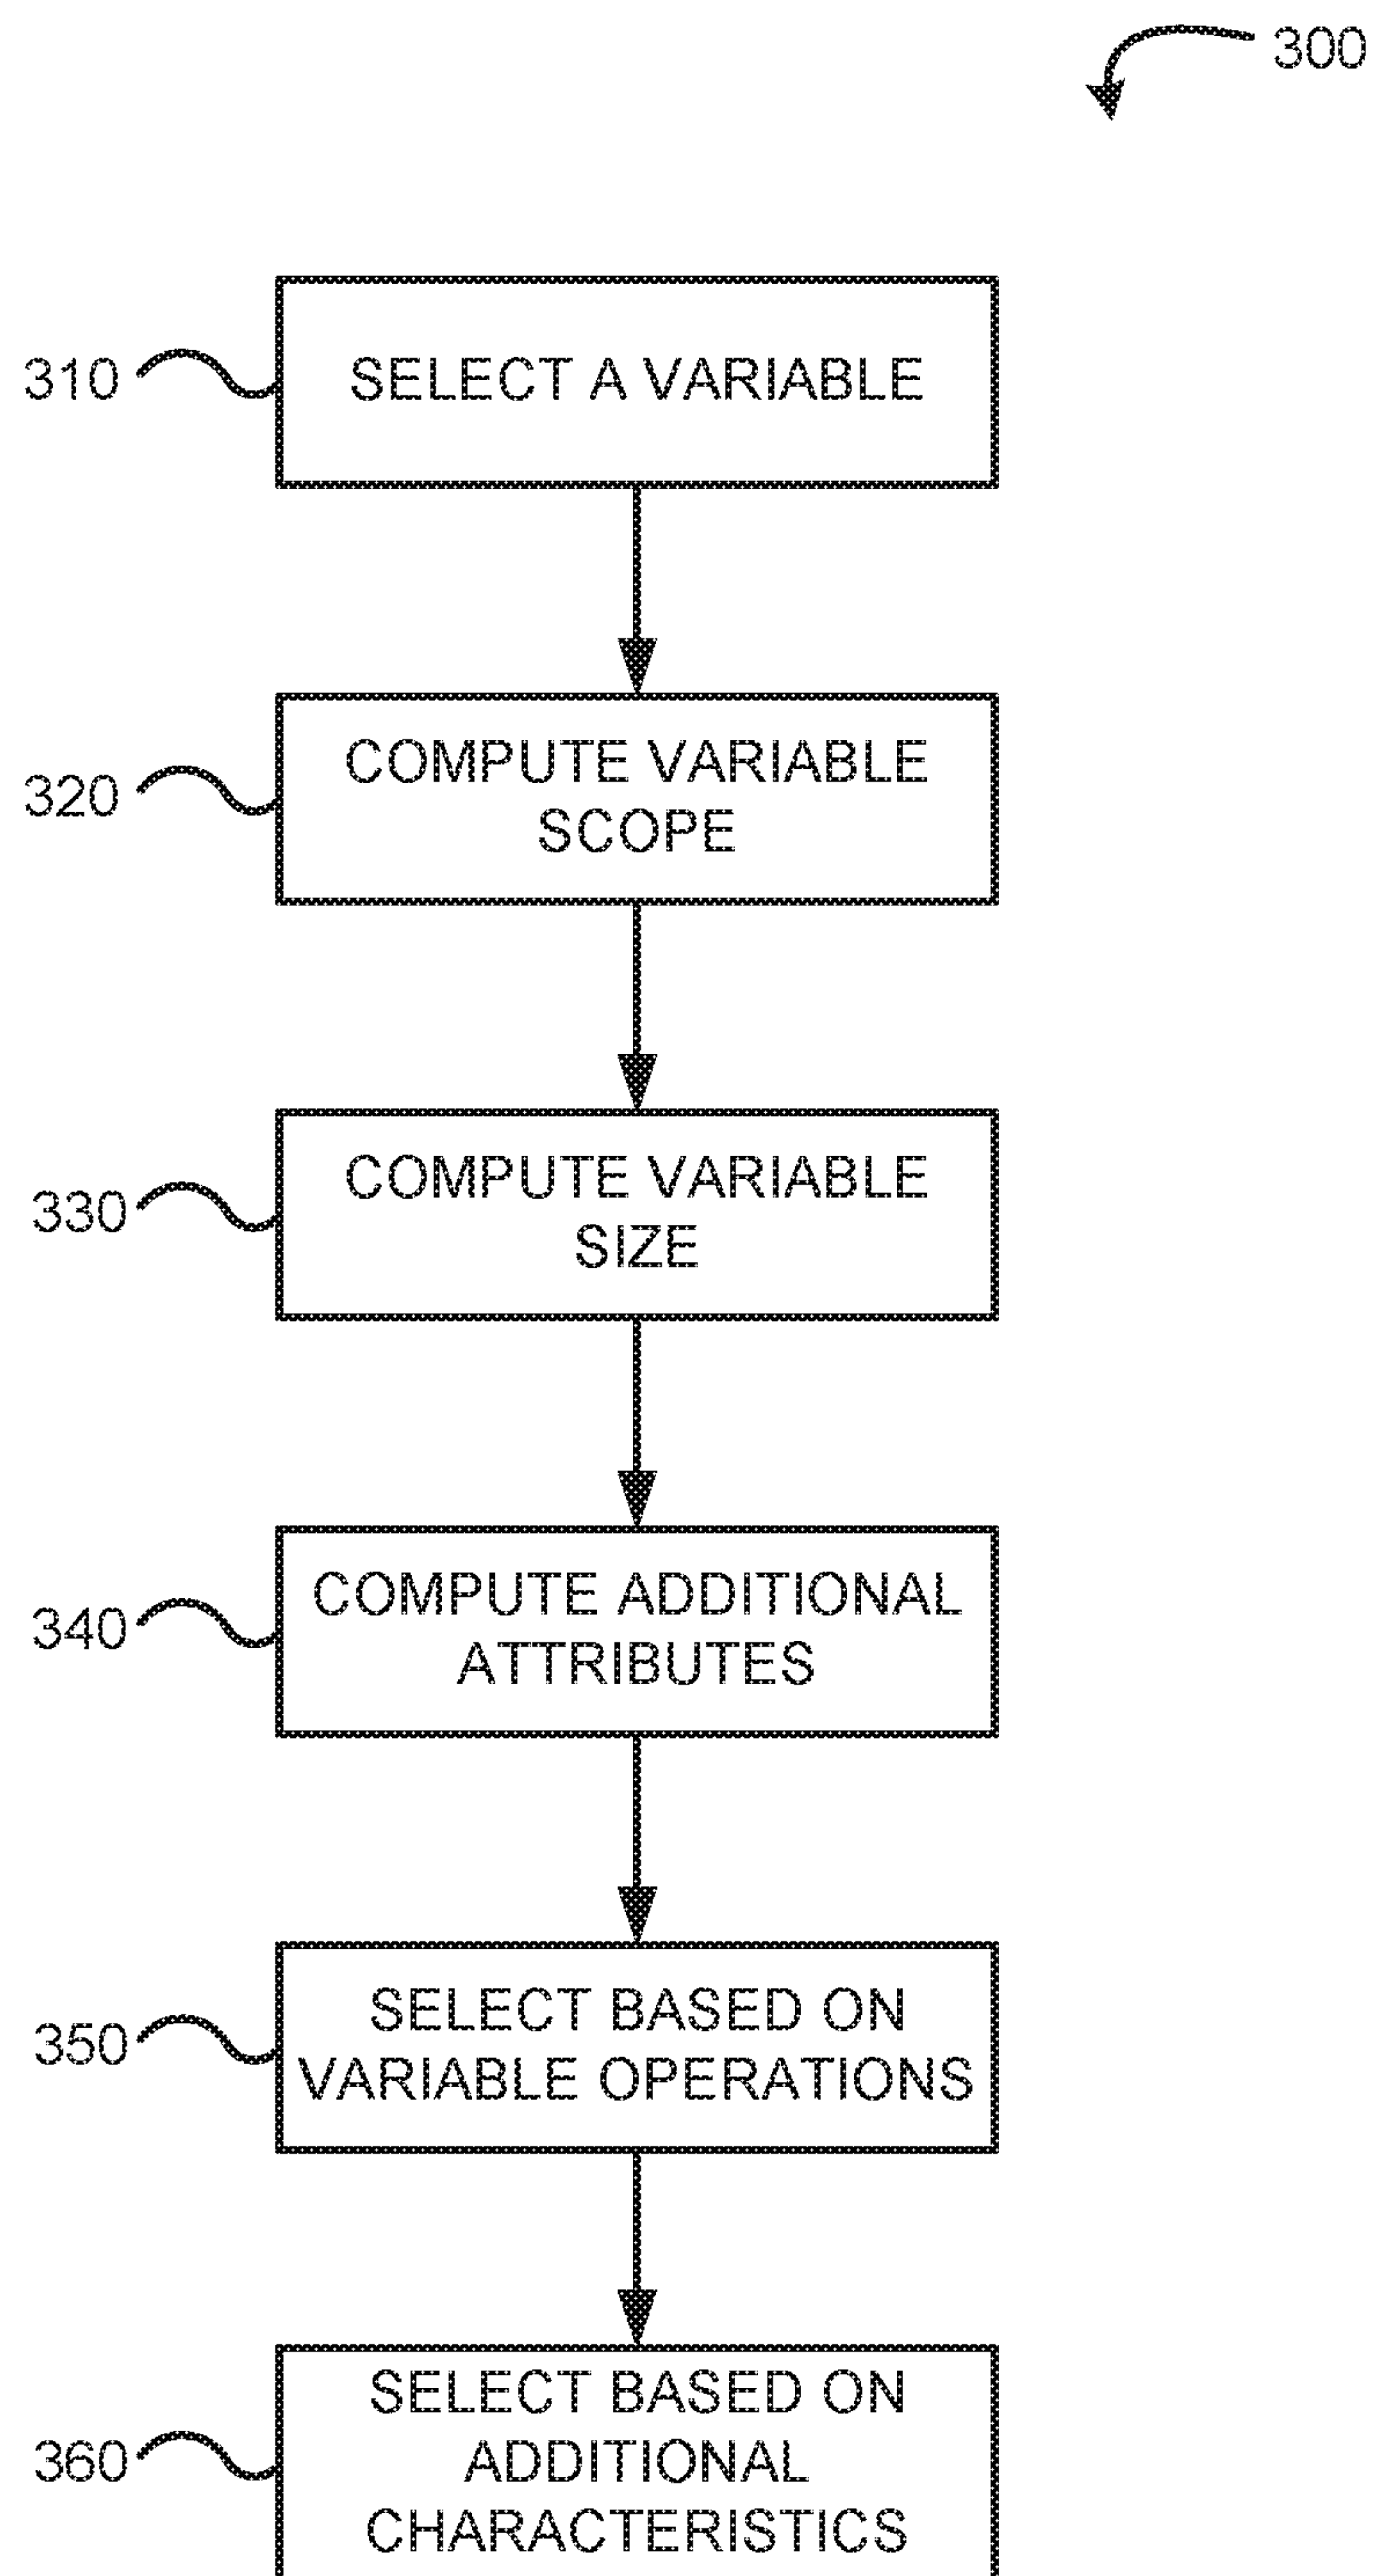 300
310
SELECT A VARIABLE
320
COMPUTE VARIABLE
SCOPE
330
COMPUTE VARIABLE
SIZE
340
COMPUTE ADDITIONAL
ATTRIBUTES
350
SELECT BASED ON
VARIABLE OPERATIONS
360
SELECT BASED ON
ADDITIONAL
CHARACTERISTICS